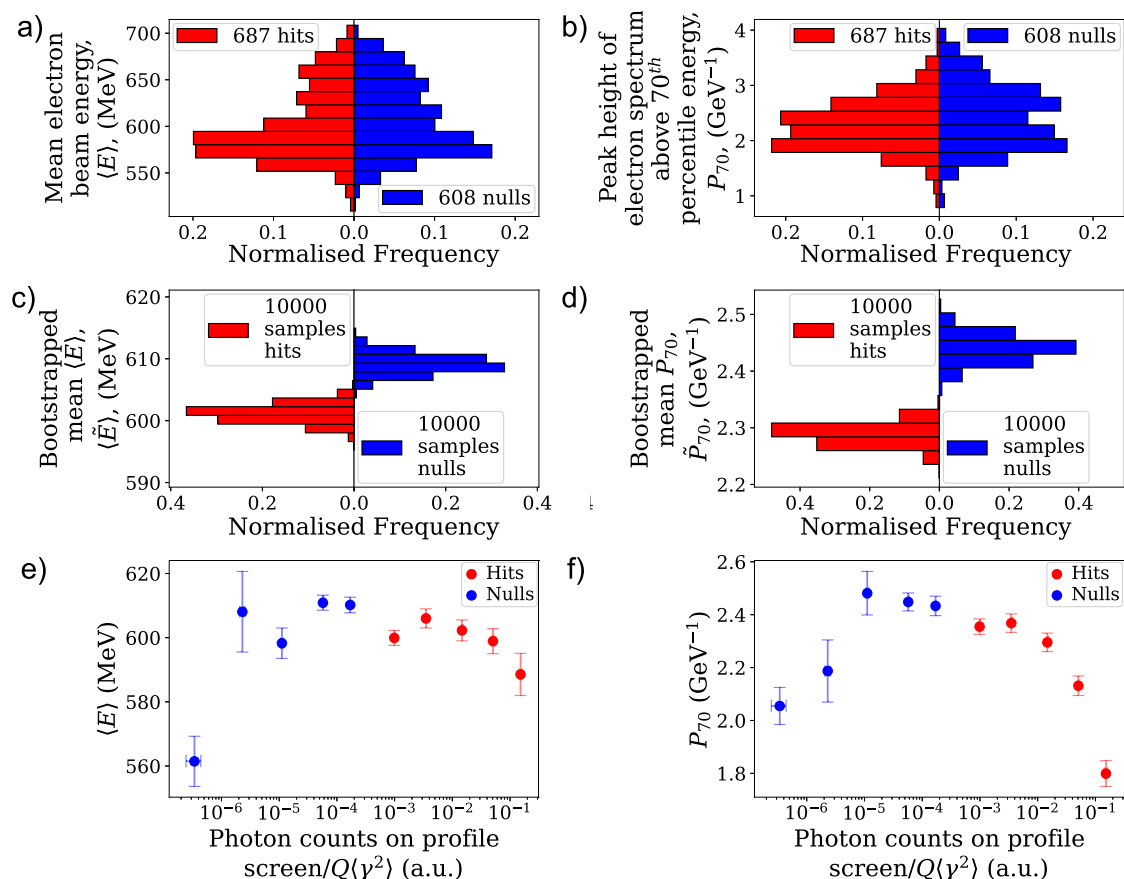 a)
Mean electron
beam energy,
⟨E⟩, (MeV)
700
650
600
550
687 hits
608 nulls
0.2
0.1
0.0
0.1
0.2
Normalised Frequency
b)
Peak height of
electron spectrum
above 70th
percentile energy,
P70, (GeV−1)
4
3
2
1
687 hits
608 nulls
0.2
0.1
0.0
0.1
0.2
Normalised Frequency
c)
Bootstrapped
mean ⟨E⟩,
⟨Ẽ⟩, (MeV)
620
610
600
590
10000
samples
hits
10000
samples
nulls
0.4
0.2
0.0
0.2
0.4
Normalised Frequency
d)
Bootstrapped
mean P70,
P̃70, (GeV−1)
2.5
2.4
2.3
2.2
10000
samples
hits
10000
samples
nulls
0.4
0.2
0.0
0.2
0.4
Normalised Frequency
e)
⟨E⟩ (MeV)
620
600
580
560
Hits
Nulls
10−6
10−5
10−4
10−3
10−2
10−1
Photon counts on profile
screen/Q⟨γ2⟩ (a.u.)
f)
P70 (GeV−1)
2.6
2.4
2.2
2.0
1.8
Hits
Nulls
10−6
10−5
10−4
10−3
10−2
10−1
Photon counts on profile
screen/Q⟨γ2⟩ (a.u.)